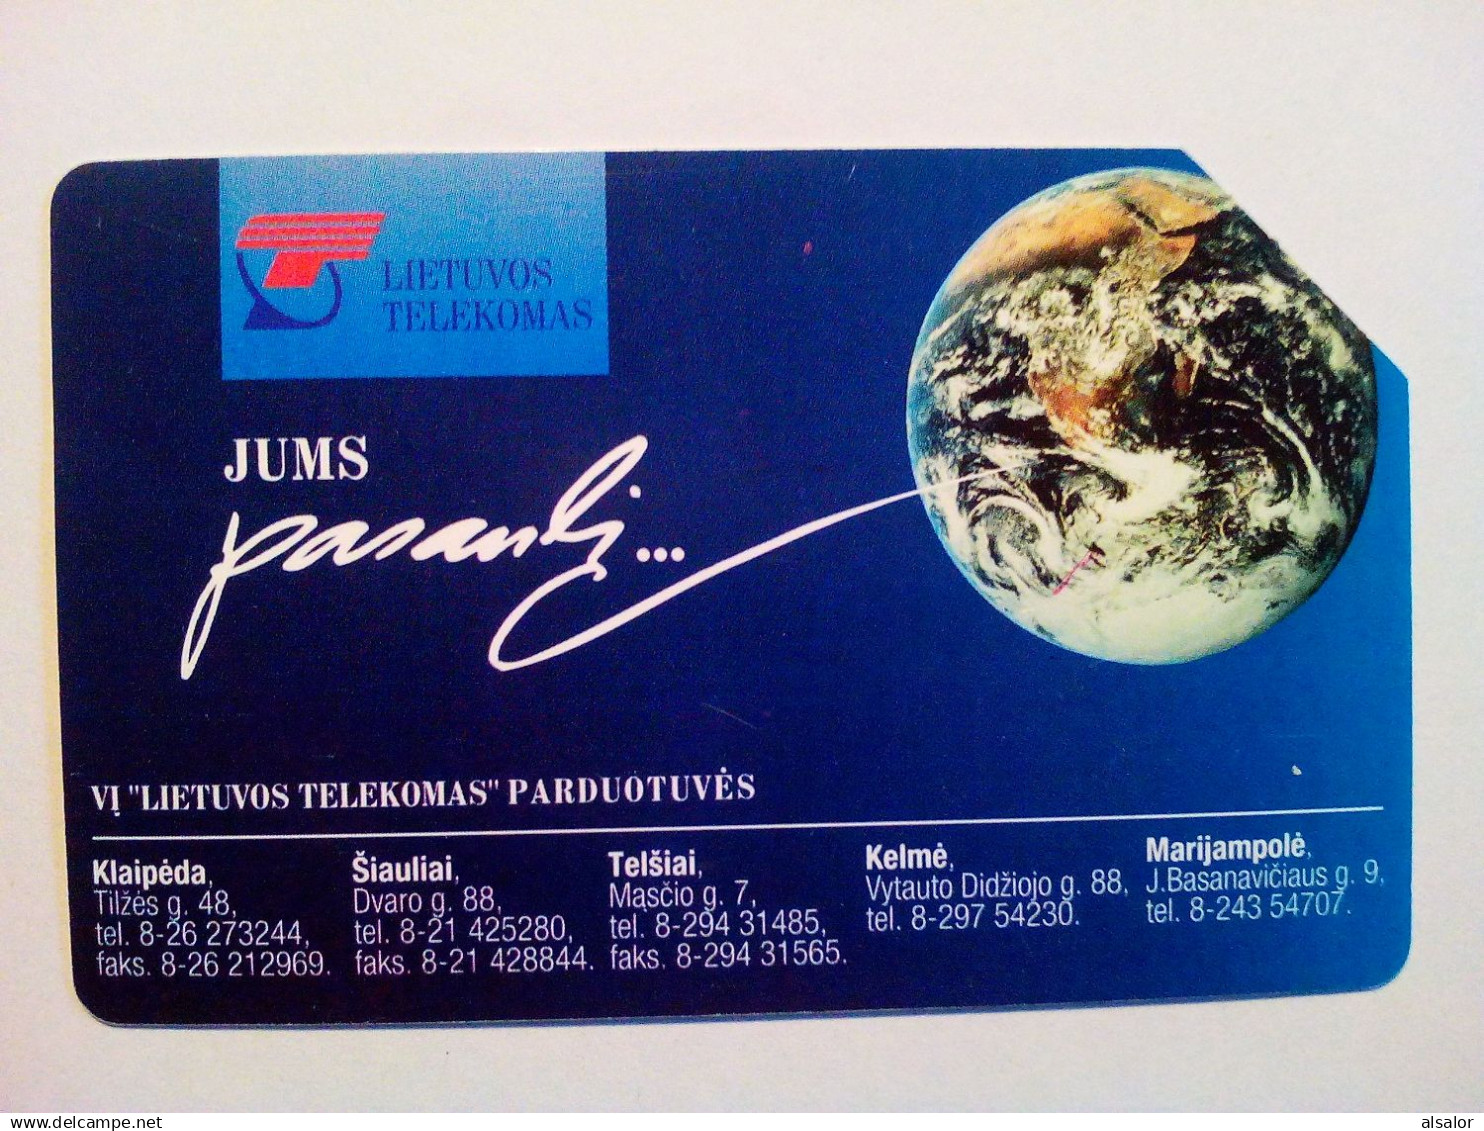 LIETUVOS
TELEKOMAS
JUMS
pasaulį...
VĮ "LIETUVOS TELEKOMAS" PARDUOTUVĖS
Klaipėda,
Tilžės g. 48,
tel. 8-26 273244,
faks. 8-26 212969.
Šiauliai,
Dvaro g. 88,
tel. 8-21 425280,
faks. 8-21 428844.
Telšiai,
Masčio g. 7,
tel. 8-294 31485,
faks. 8-294 31565.
Kelmė,
Vytauto Didžiojo g. 88,
tel. 8-297 54230.
Marijampolė,
J.Basanavičiaus g. 9,
tel. 8-243 54707.
delcampe.net
alsalor